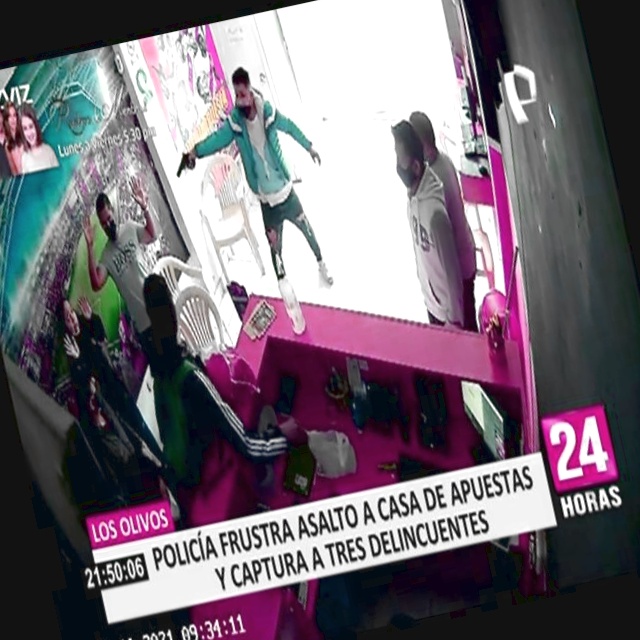 Lunes a viernes 5:30 pm
P
LOS OLIVOS
21:50:06
POLICÍA FRUSTRA ASALTO A CASA DE APUESTAS
Y CAPTURA A TRES DELINCUENTES
24
HORAS
2021 09:34:11